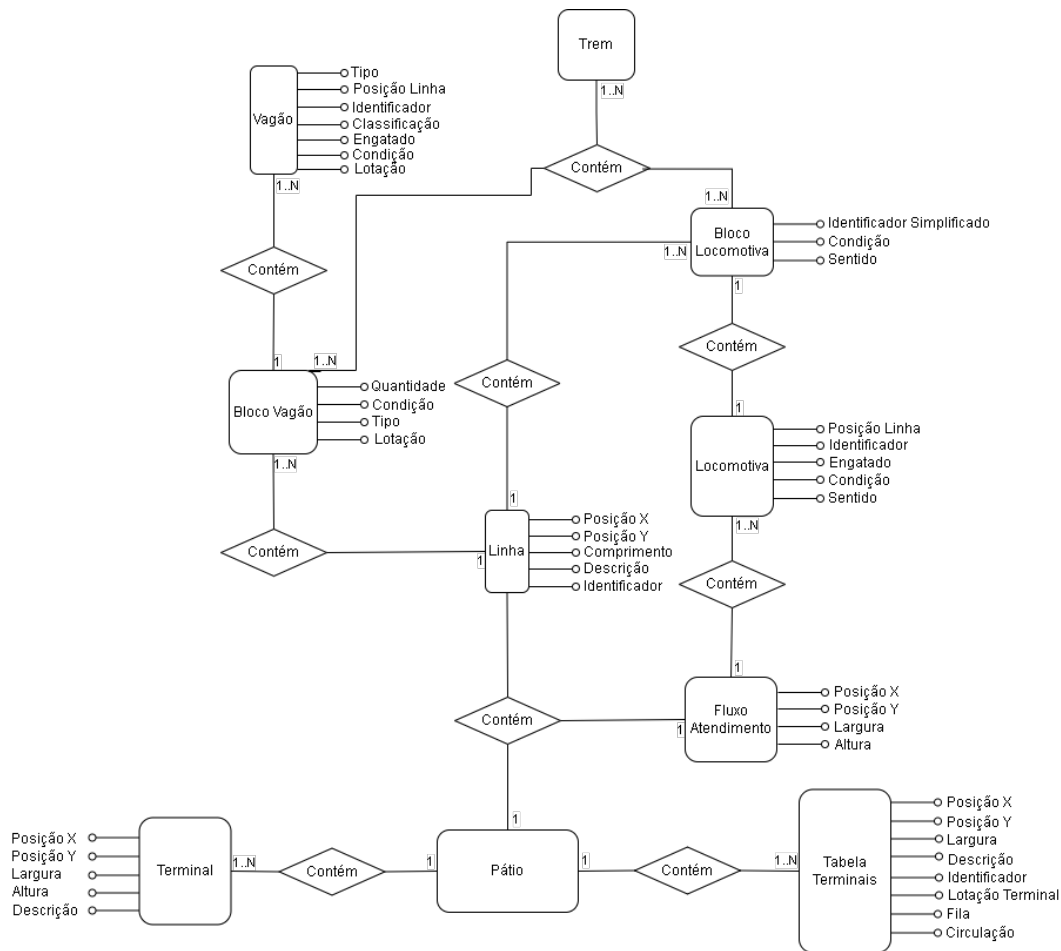 Trem
1..N
Contém
Tipo
Posição Linha
Identificador
Classificação
Engatado
Condição
Lotação
Vagão
1..N
Contém
1
1..N
Bloco Vagão
Quantidade
Condição
Tipo
Lotação
1..N
Contém
1
1..N
Bloco
Locomotiva
Identificador Simplificado
Condição
Sentido
1..N
1
Contém
1
Contém
1
Locomotiva
Posição Linha
Identificador
Engatado
Condição
Sentido
1..N
Contém
1
Linha
Posição X
Posição Y
Comprimento
Descrição
Identificador
Fluxo
Atendimento
Posição X
Posição Y
Largura
Altura
1
Contém
1
Pátio
Posição X
Posição Y
Largura
Altura
Descrição
Terminal
1..N
Contém
1
1
Contém
1..N
Tabela
Terminais
Posição X
Posição Y
Largura
Descrição
Identificador
Lotação Terminal
Fila
Circulação